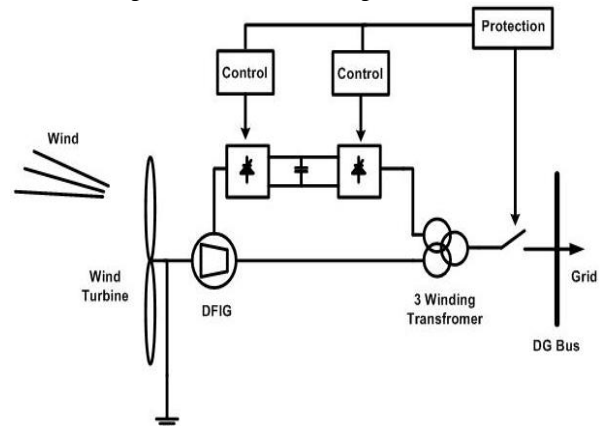 Protection
Control
Control
Wind
Wind
Turbine
DFIG
3 Winding
Transfromer
Grid
DG Bus